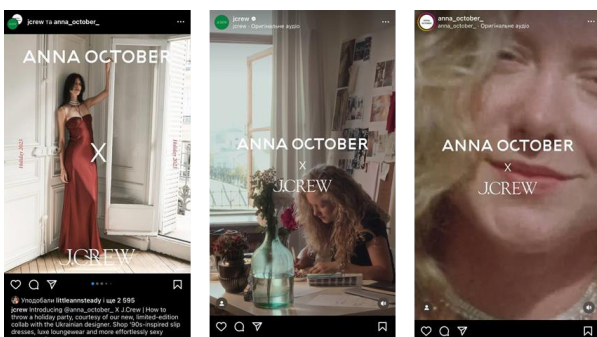 jcrew та anna_october_
ANNA OCTOBER
Holiday 2023
X
Holiday 2023
J.CREW
Уподобали littleannsteady і ще 2 595
jcrew Introducing @anna_october_ X J.Crew | How to
throw a holiday party, courtesy of our new, limited-edition
collab with the Ukrainian designer. Shop '90s-inspired slip
dresses, luxe loungewear and more effortlessly sexy
jcrew
jcrew · Оригінальне аудіо
ANNA OCTOBER
X
J.CREW
anna_october_
anna_october_ · Оригінальне аудіо
ANNA OCTOBER
X
J.CREW